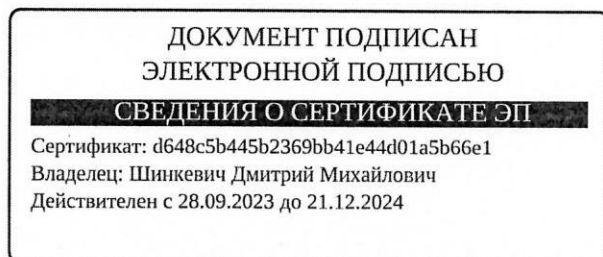 ДОКУМЕНТ ПОДПИСАН
ЭЛЕКТРОННОЙ ПОДПИСЬЮ
СВЕДЕНИЯ О СЕРТИФИКАТЕ ЭП
Сертификат: d648c5b445b2369bb41e44d01a5b66e1
Владелец: Шинкевич Дмитрий Михайлович
Действителен с 28.09.2023 до 21.12.2024